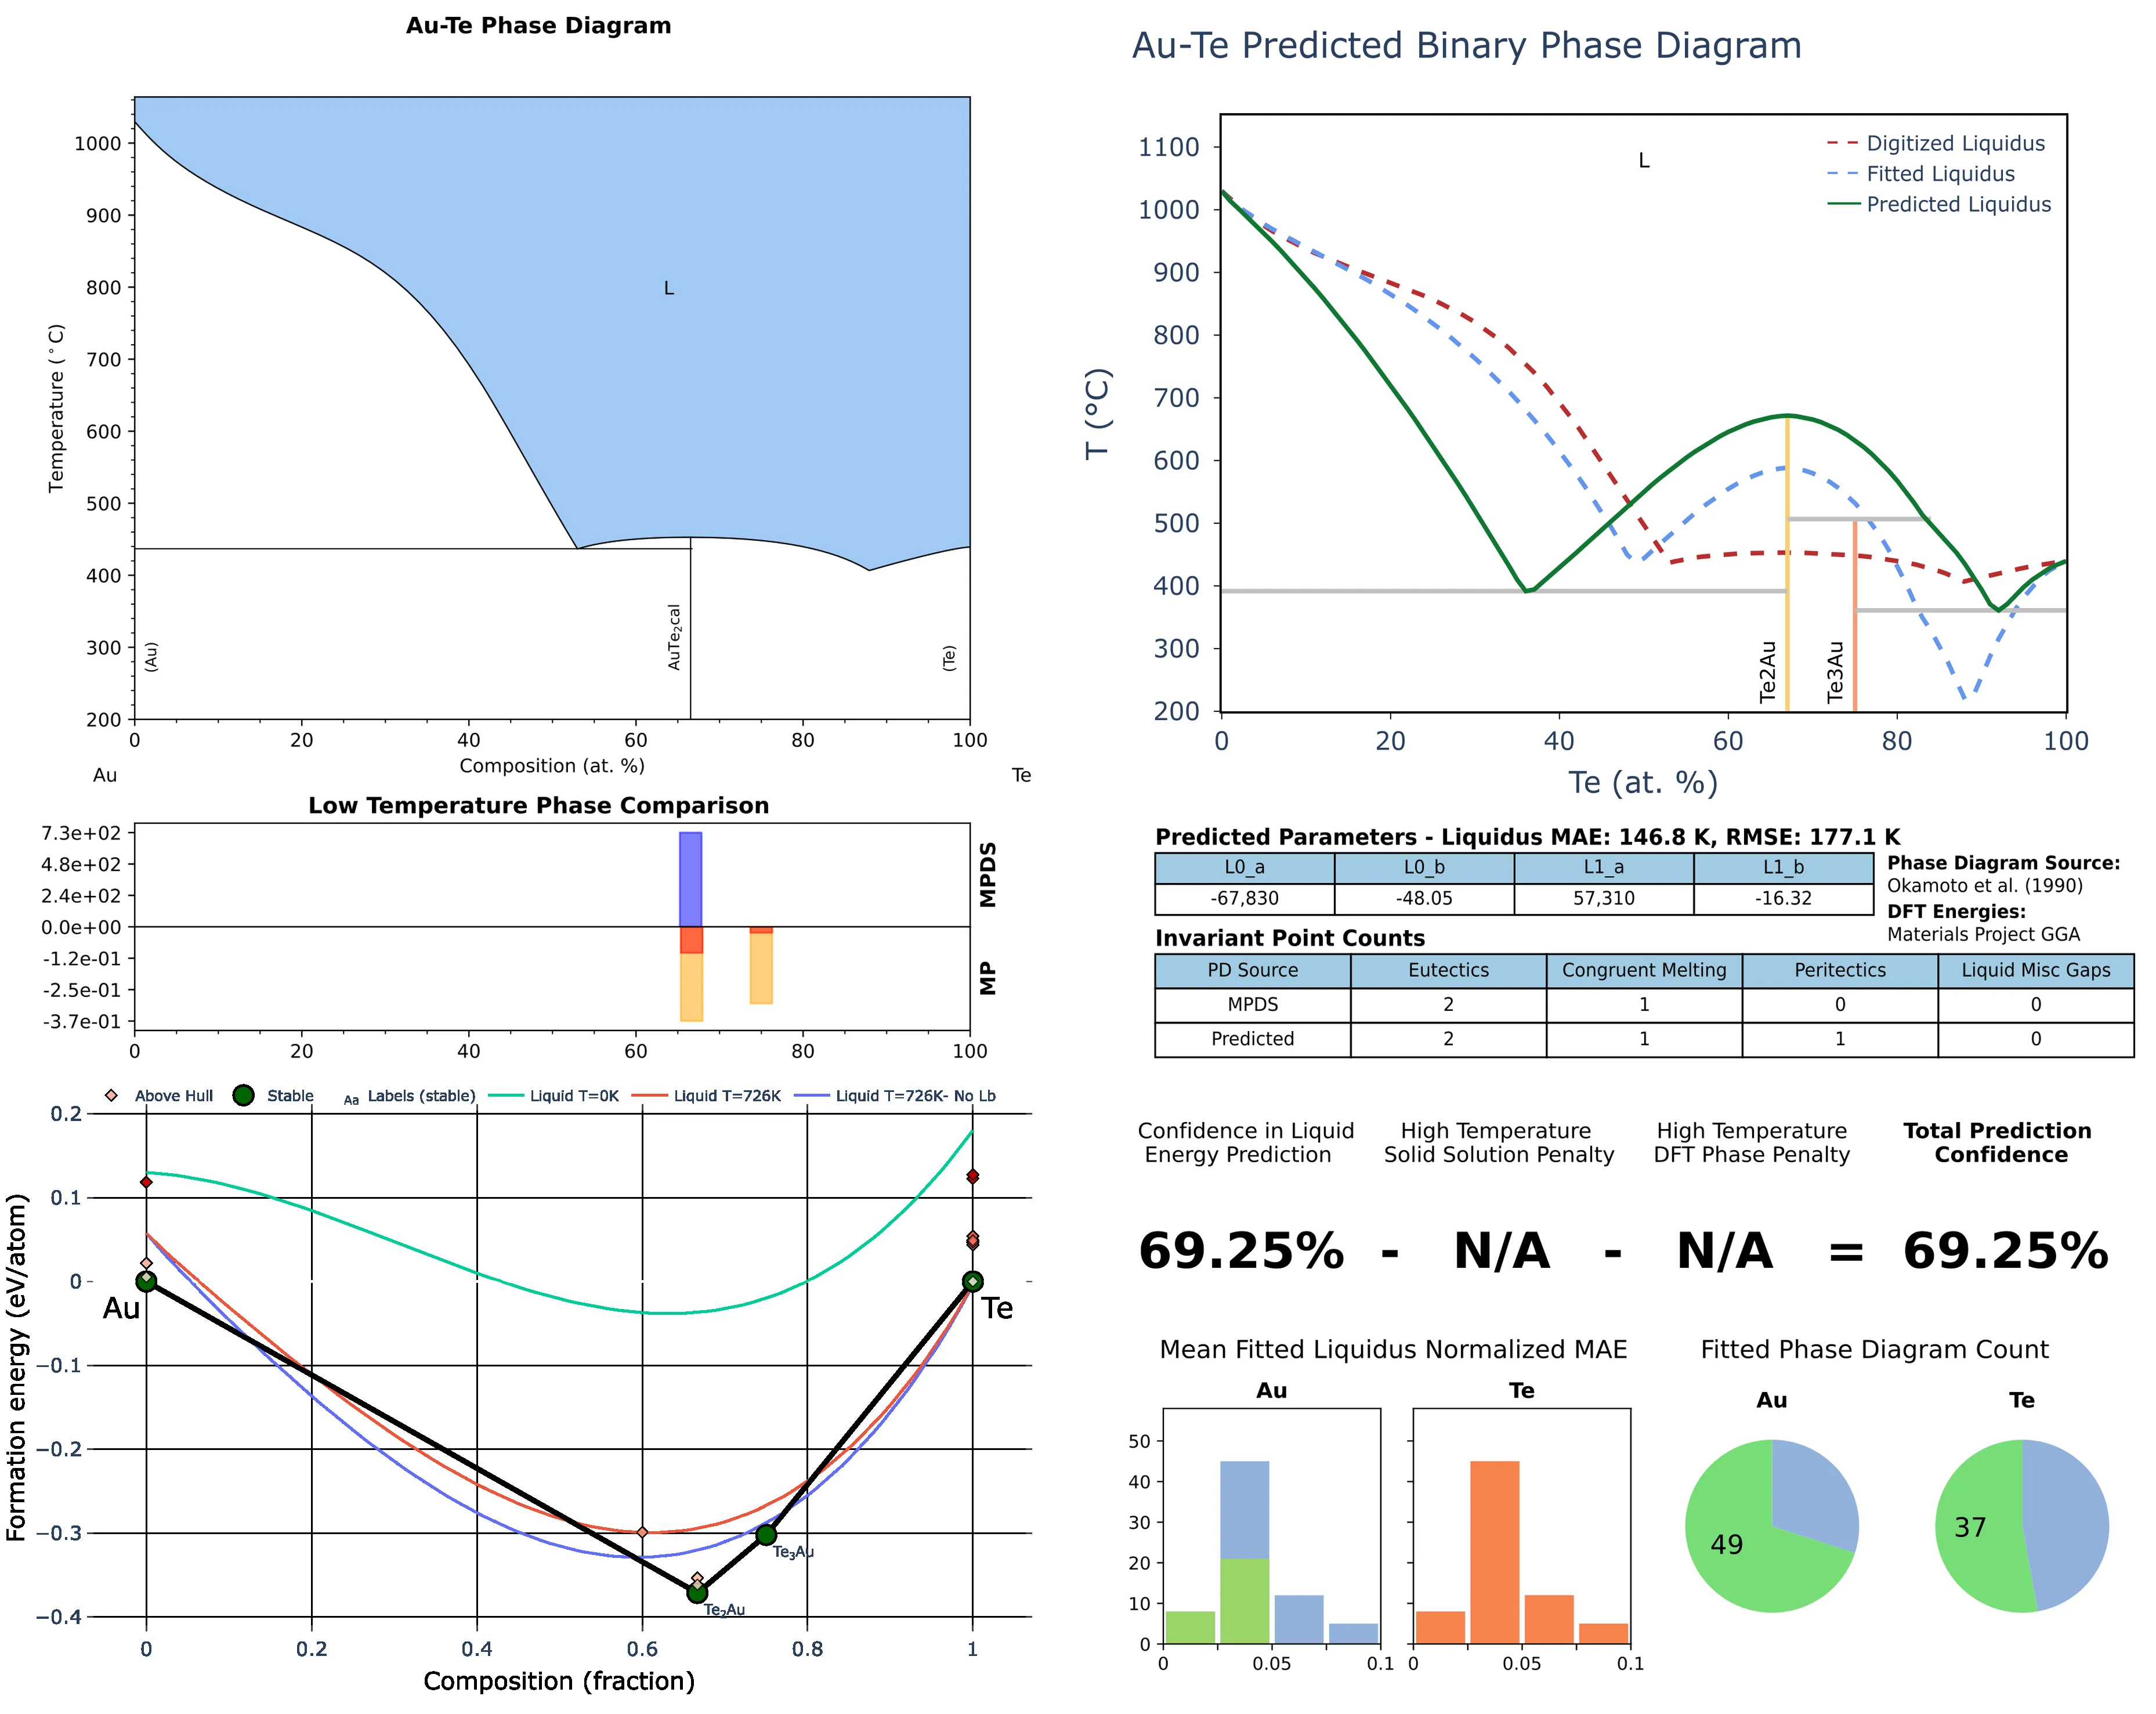 Au-Te Phase Diagram
1000
900
800
700
600
500
400
300
200
Temperature (°C)
L
(Au)
AuTe₂cal
(Te)
0 20 40 60 80 100
Composition (at. %)
Au Te
Low Temperature Phase Comparison
7.3e+02
4.8e+02
2.4e+02
0.0e+00
-1.2e-01
-2.5e-01
-3.7e-01
MPDS
MP
0 20 40 60 80 100
Above Hull Stable Aa Labels (stable) Liquid T=0K Liquid T=726K Liquid T=726K- No Lb
0.2
0.1
0
−0.1
−0.2
−0.3
−0.4
Formation energy (eV/atom)
Au
Te
Te₃Au
Te₂Au
0 0.2 0.4 0.6 0.8 1
Composition (fraction)
Au-Te Predicted Binary Phase Diagram
1100
1000
900
800
700
600
500
400
300
200
T (°C)
L
Digitized Liquidus
Fitted Liquidus
Predicted Liquidus
Te2Au
Te3Au
0 20 40 60 80 100
Te (at. %)
Predicted Parameters - Liquidus MAE: 146.8 K, RMSE: 177.1 K
L0_a L0_b L1_a L1_b
-67,830 -48.05 57,310 -16.32
Phase Diagram Source:
Okamoto et al. (1990)
DFT Energies:
Materials Project GGA
Invariant Point Counts
PD Source Eutectics Congruent Melting Peritectics Liquid Misc Gaps
MPDS 2 1 0 0
Predicted 2 1 1 0
Confidence in Liquid
Energy Prediction
High Temperature
Solid Solution Penalty
High Temperature
DFT Phase Penalty
Total Prediction
Confidence
69.25% - N/A - N/A = 69.25%
Mean Fitted Liquidus Normalized MAE
Au Te
50
40
30
20
10
0
0 0.05 0.1
0 0.05 0.1
Fitted Phase Diagram Count
Au Te
49
37